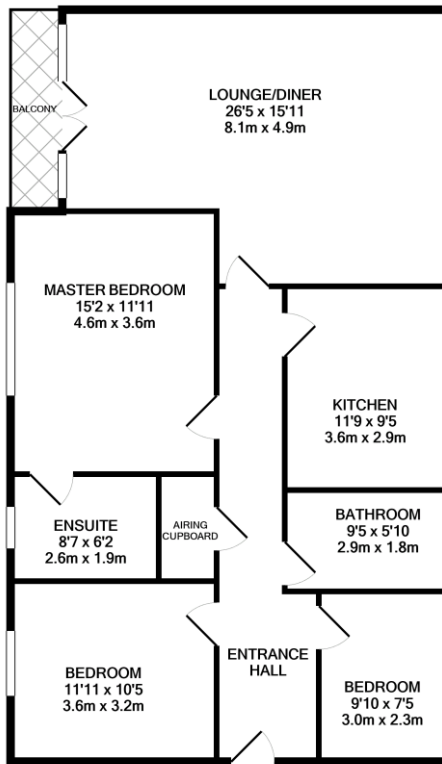 LOUNGE/DINER
26'5 x 15'11
8.1m x 4.9m
BALCONY
MASTER BEDROOM
15'2 x 11'11
4.6m x 3.6m
KITCHEN
11'9 x 9'5
3.6m x 2.9m
ENSUITE
8'7 x 6'2
2.6m x 1.9m
AIRING
CUPBOARD
BATHROOM
9'5 x 5'10
2.9m x 1.8m
BEDROOM
11'11 x 10'5
3.6m x 3.2m
ENTRANCE
HALL
BEDROOM
9'10 x 7'5
3.0m x 2.3m